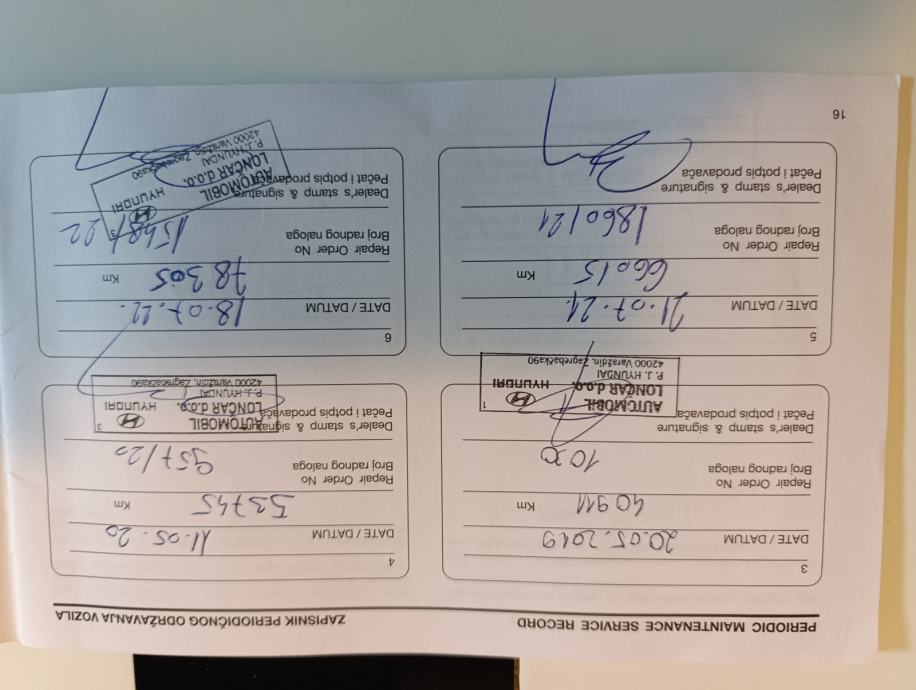 PERIODIC MAINTENANCE SERVICE RECORD
ZAPISNIK PERIODIČNOG ODRŽAVANJA VOZILA
3
DATE / DATUM 20.05.2019
40911 Km
Repair Order No
Broj radnog naloga
Dealer's stamp & signature
Pečat i potpis prodavača
AUTOMOBIL
LONČAR d.o.o.
P. J. HYUNDAI
42000 Varaždin, Zagrebačka90
HYUNDAI
1
4
DATE / DATUM 11.05.20
53745 Km
Repair Order No
Broj radnog naloga
957/20
Dealer's stamp & signature
Pečat i potpis prodavača
AUTOMOBIL
LONČAR d.o.o.
P. J. HYUNDAI
42000 Varaždin, Zagrebačka90
HYUNDAI
3
5
DATE / DATUM 21.07.21.
66015 Km
Repair Order No
Broj radnog naloga
1860/21
Dealer's stamp & signature
Pečat i potpis prodavača
6
DATE / DATUM 18.07.22.
78305 Km
Repair Order No
Broj radnog naloga
1548/22
Dealer's stamp & signature
Pečat i potpis prodavača
AUTOMOBIL
LONČAR d.o.o.
P. J. HYUNDAI
42000 Varaždin, Zagrebačka90
HYUNDAI
3
16